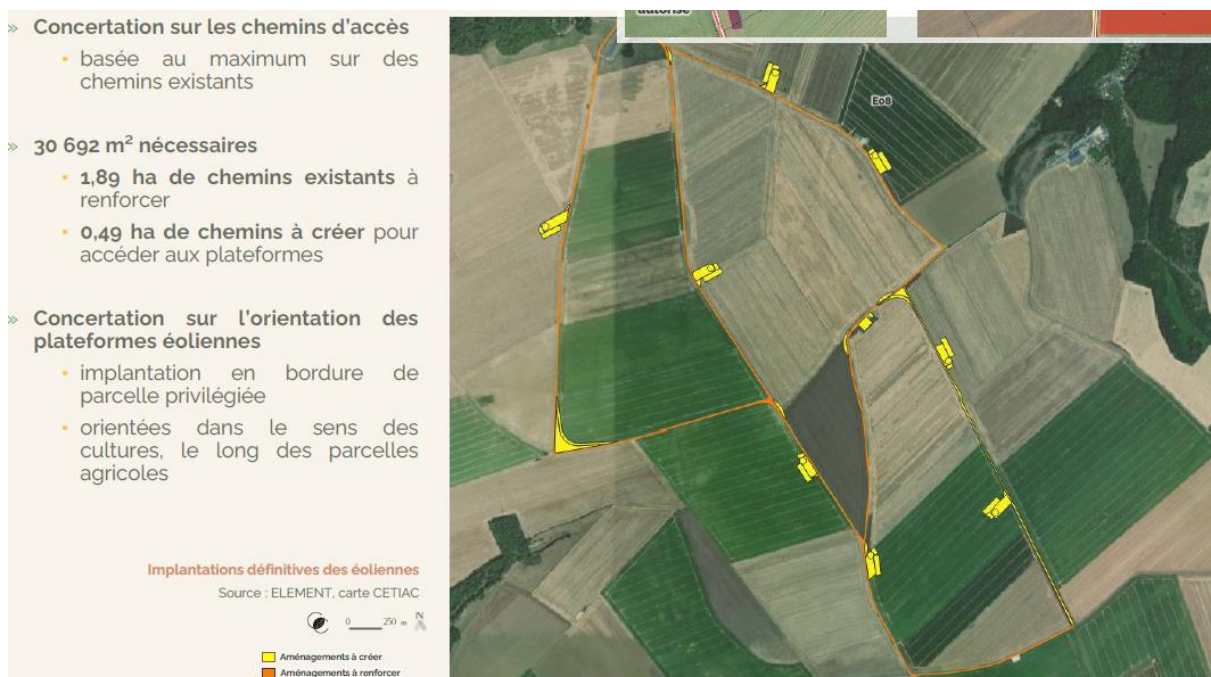 autorisé
» Concertation sur les chemins d'accès
• basée au maximum sur des
chemins existants
» 30 692 m² nécessaires
• 1,89 ha de chemins existants à
renforcer
• 0,49 ha de chemins à créer pour
accéder aux plateformes
» Concertation sur l'orientation des
plateformes éoliennes
• implantation en bordure de
parcelle privilégiée
• orientées dans le sens des
cultures, le long des parcelles
agricoles
E08
Implantations définitives des éoliennes
Source : ELEMENT, carte CETIAC
0 250 m N
Aménagements à créer
Aménagements à renforcer